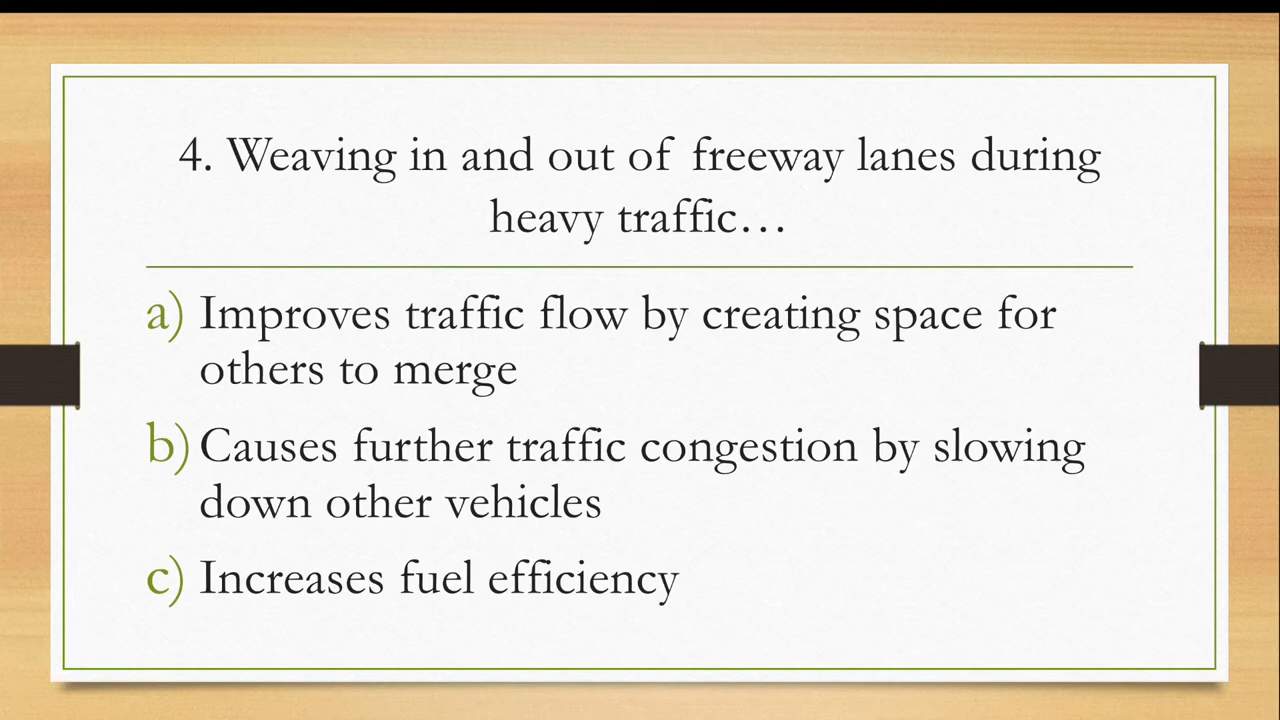 4. Weaving in and out of freeway lanes during
heavy traffic…
a) Improves traffic flow by creating space for
others to merge
b) Causes further traffic congestion by slowing
down other vehicles
c) Increases fuel efficiency